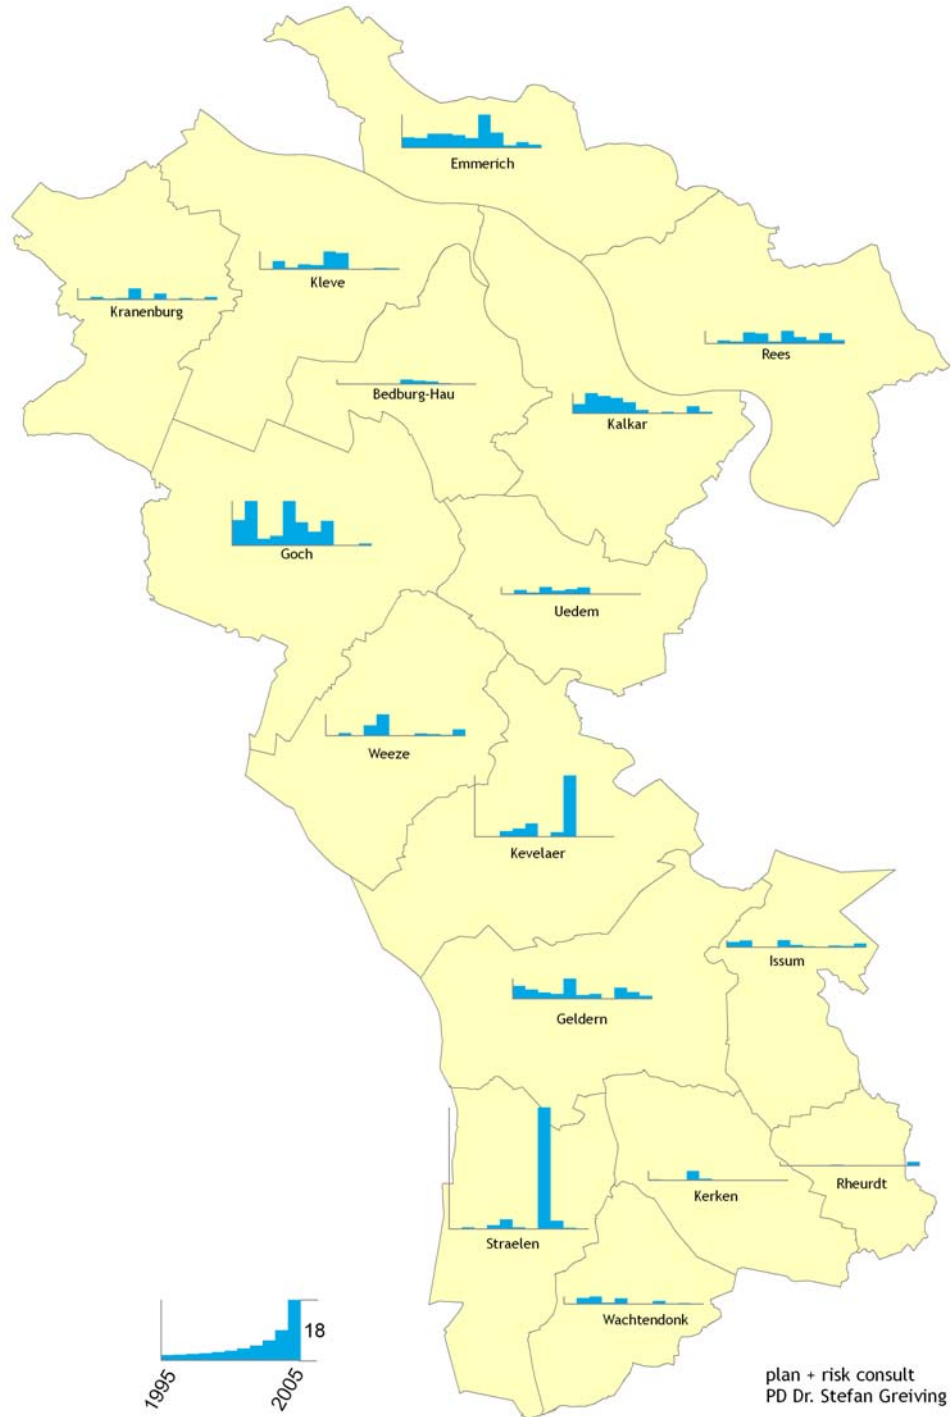 Emmerich
Kleve
Kranenburg
Rees
Bedburg-Hau
Kalkar
Goch
Uedem
Weeze
Kevelaer
Issum
Geldern
Rheurdt
Kerken
Straelen
Wachtendonk
18
1995
2005
plan + risk consult
PD Dr. Stefan Greiving